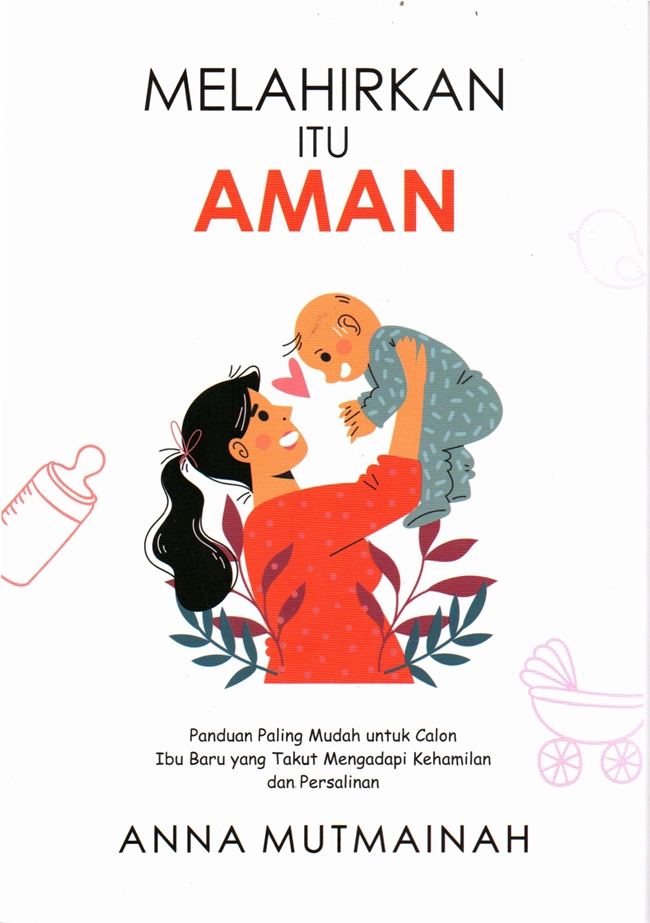 MELAHIRKAN
ITU
AMAN
Panduan Paling Mudah untuk Calon
Ibu Baru yang Takut Mengadapi Kehamilan
dan Persalinan
ANNA MUTMAINAH